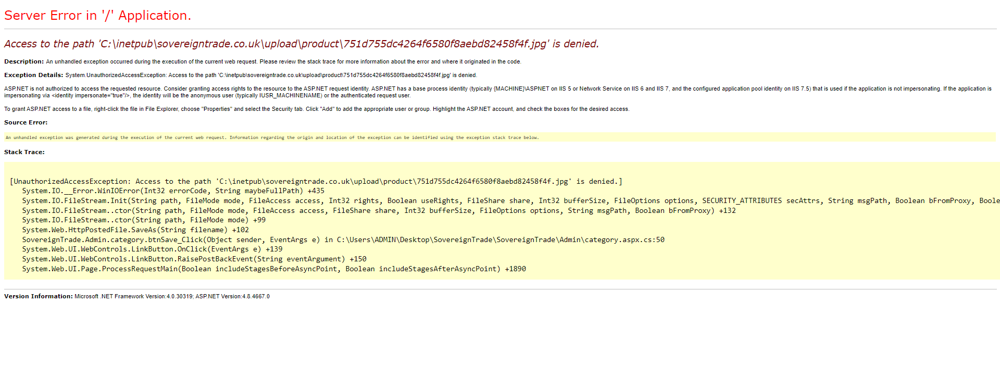 Server Error in '/' Application.
Access to the path 'C:\inetpub\sovereigntrade.co.uk\upload\product\751d755dc4264f6580f8aebd82458f4f.jpg' is denied.
Description: An unhandled exception occurred during the execution of the current web request. Please review the stack trace for more information about the error and where it originated in the code.
Exception Details: System.UnauthorizedAccessException: Access to the path 'C:\inetpub\sovereigntrade.co.uk\upload\product\751d755dc4264f6580f8aebd82458f4f.jpg' is denied.
ASP.NET is not authorized to access the requested resource. Consider granting access rights to the resource to the ASP.NET request identity. ASP.NET has a base process identity (typically {MACHINE}\ASPNET on IIS 5 or Network Service on IIS 6 and IIS 7, and the configured application pool identity on IIS 7.5) that is used if the application is not impersonating. If the application is
impersonating via <identity impersonate="true"/>, the identity will be the anonymous user (typically IUSR_MACHINENAME) or the authenticated request user.
To grant ASP.NET access to a file, right-click the file in File Explorer, choose "Properties" and select the Security tab. Click "Add" to add the appropriate user or group. Highlight the ASP.NET account, and check the boxes for the desired access.
Source Error:
An unhandled exception was generated during the execution of the current web request. Information regarding the origin and location of the exception can be identified using the exception stack trace below.
Stack Trace:
[UnauthorizedAccessException: Access to the path 'C:\inetpub\sovereigntrade.co.uk\upload\product\751d755dc4264f6580f8aebd82458f4f.jpg' is denied.]
System.IO.__Error.WinIOError(Int32 errorCode, String maybeFullPath) +435
System.IO.FileStream.Init(String path, FileMode mode, FileAccess access, Int32 rights, Boolean useRights, FileShare share, Int32 bufferSize, FileOptions options, SECURITY_ATTRIBUTES secAttrs, String msgPath, Boolean bFromProxy, Boole
System.IO.FileStream..ctor(String path, FileMode mode, FileAccess access, FileShare share, Int32 bufferSize, FileOptions options, String msgPath, Boolean bFromProxy) +132
System.IO.FileStream..ctor(String path, FileMode mode) +99
System.Web.HttpPostedFile.SaveAs(String filename) +102
SovereignTrade.Admin.category.btnSave_Click(Object sender, EventArgs e) in C:\Users\ADMIN\Desktop\SovereignTrade\SovereignTrade\Admin\category.aspx.cs:50
System.Web.UI.WebControls.LinkButton.OnClick(EventArgs e) +139
System.Web.UI.WebControls.LinkButton.RaisePostBackEvent(String eventArgument) +150
System.Web.UI.Page.ProcessRequestMain(Boolean includeStagesBeforeAsyncPoint, Boolean includeStagesAfterAsyncPoint) +1890
Version Information: Microsoft .NET Framework Version:4.0.30319; ASP.NET Version:4.8.4667.0